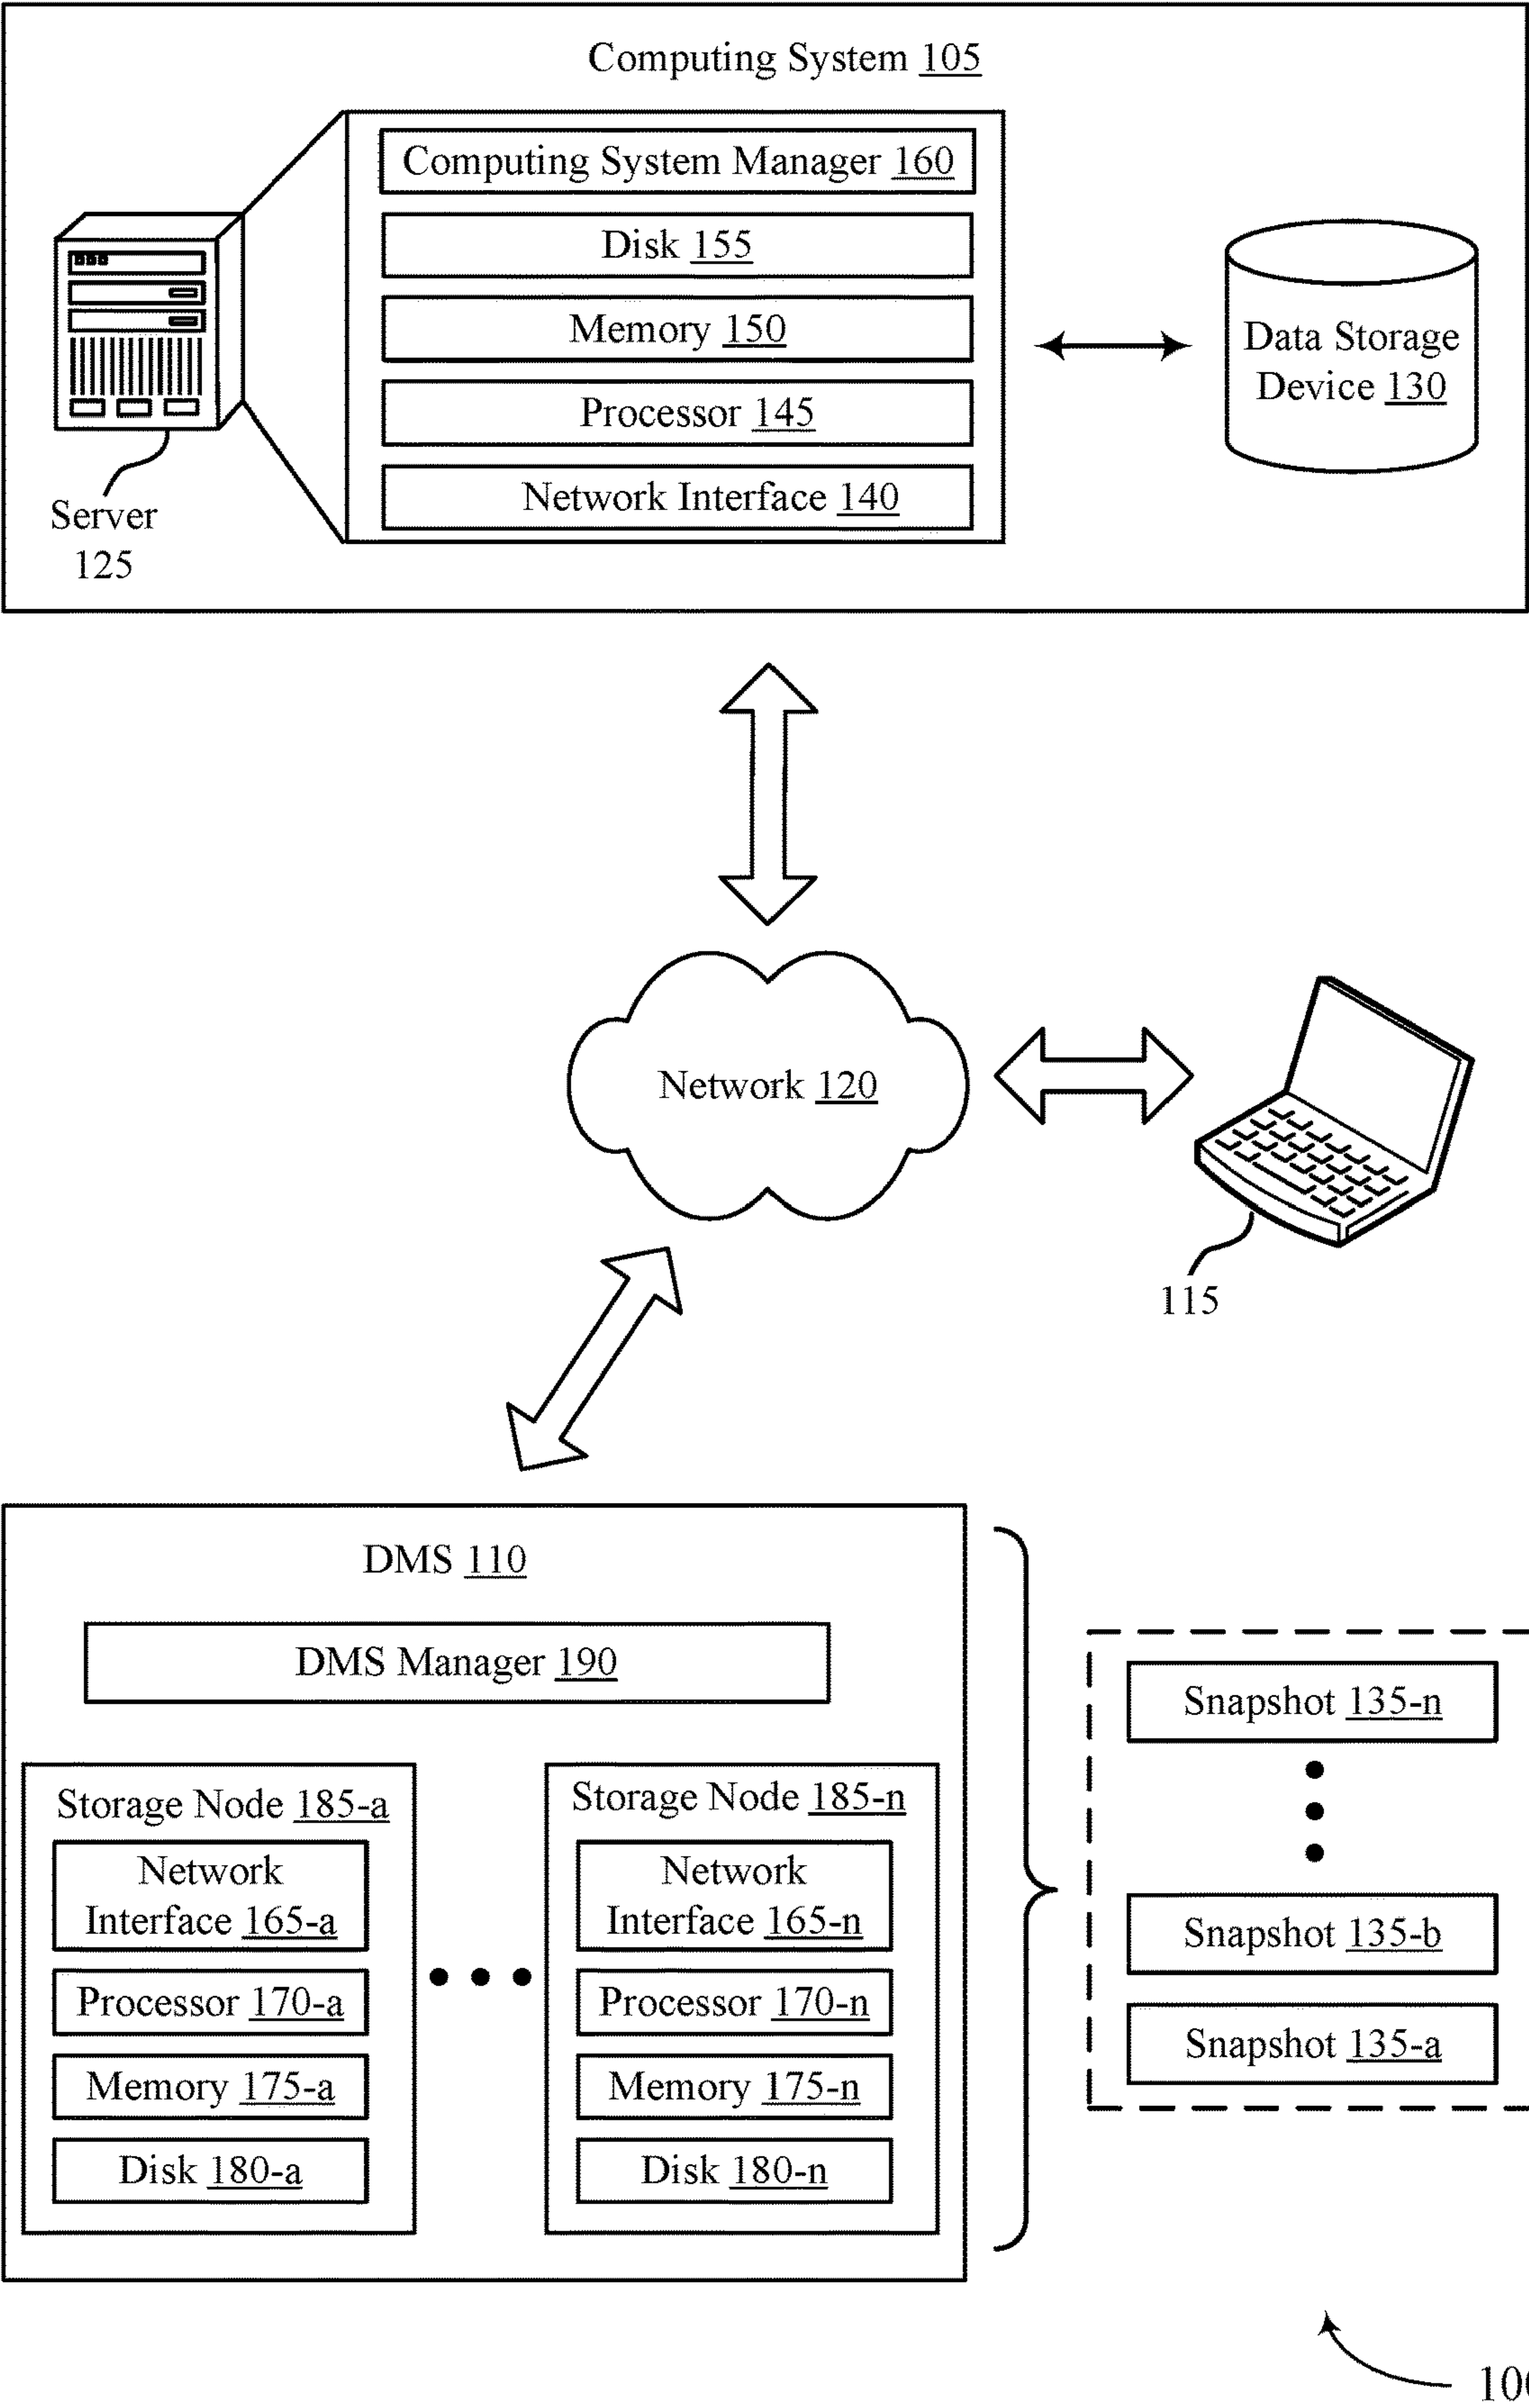 Computing System 105
Computing System Manager 160
Disk 155
Memory 150
Processor 145
Network Interface 140
Server
125
Data Storage
Device 130
Network 120
115
DMS 110
DMS Manager 190
Storage Node 185-a
Network
Interface 165-a
Processor 170-a
Memory 175-a
Disk 180-a
Storage Node 185-n
Network
Interface 165-n
Processor 170-n
Memory 175-n
Disk 180-n
Snapshot 135-n
Snapshot 135-b
Snapshot 135-a